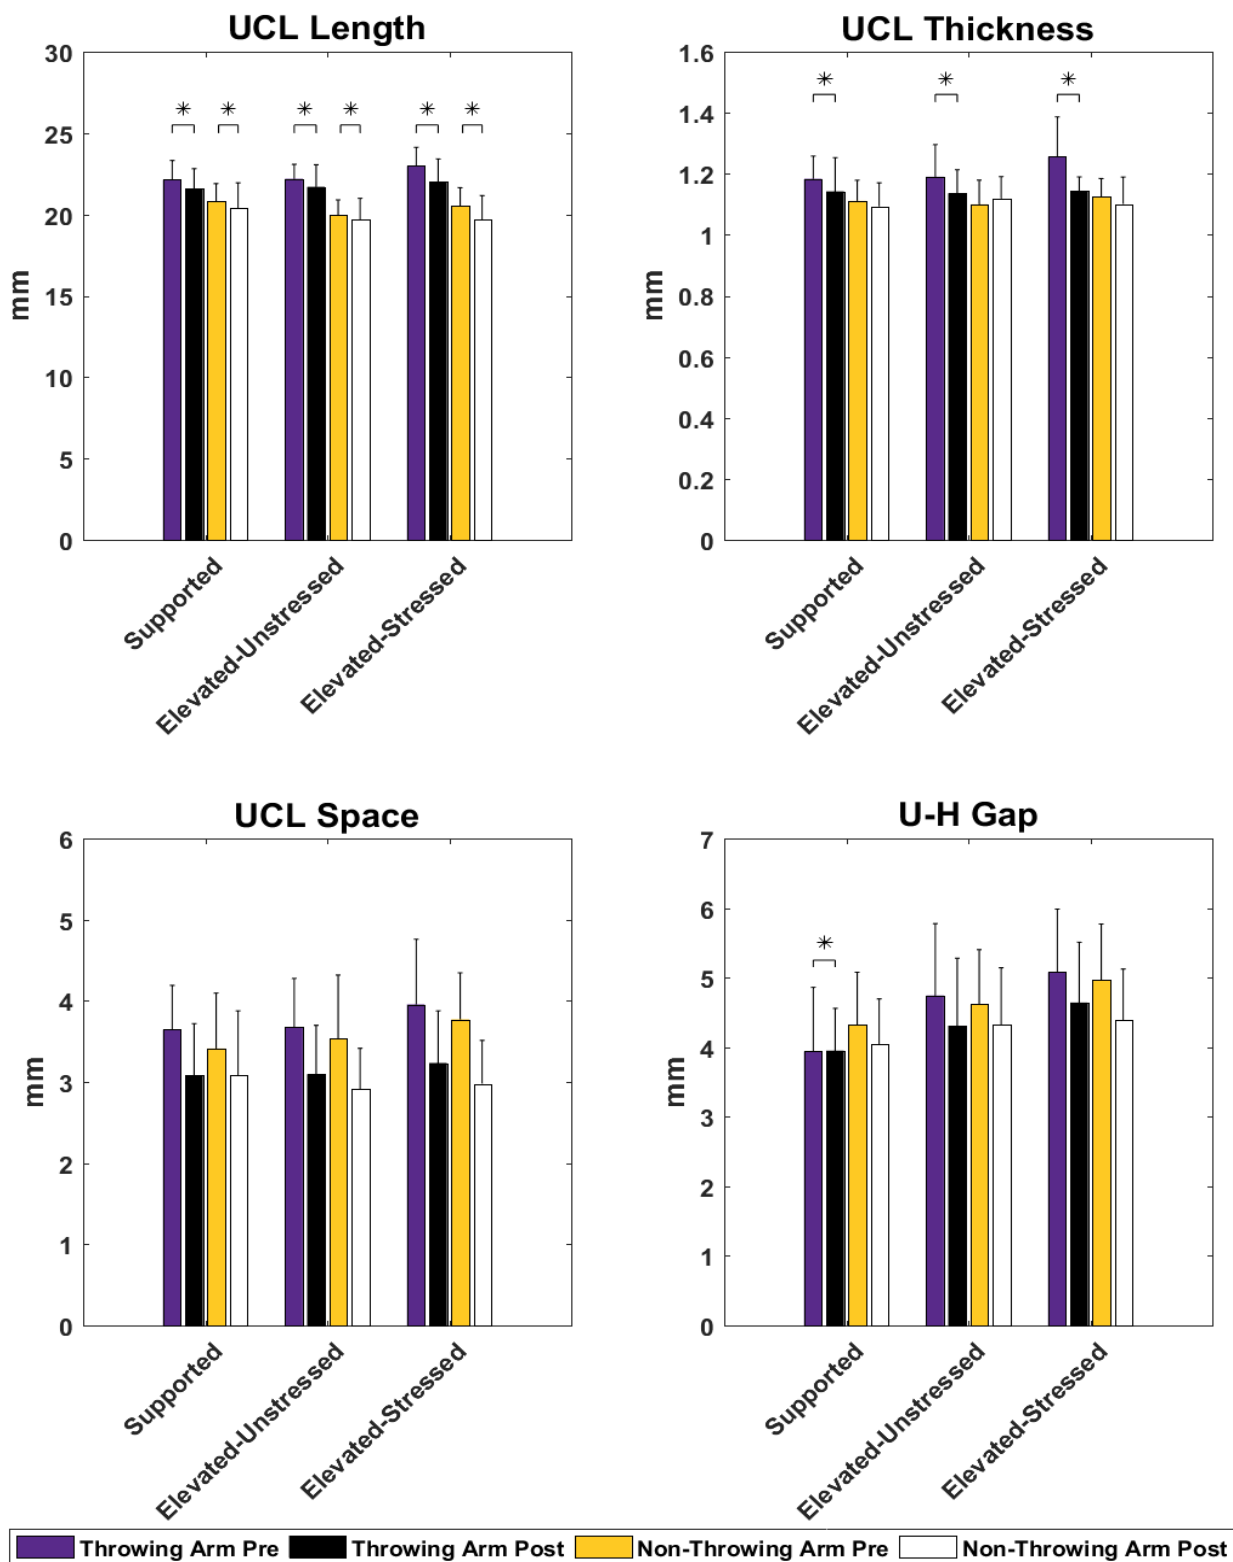 UCL Length
30
25
20
15
10
5
0
mm
* * * * * *
Supported
Elevated-Unstressed
Elevated-Stressed
UCL Thickness
1.6
1.4
1.2
1
0.8
0.6
0.4
0.2
0
mm
* * *
Supported
Elevated-Unstressed
Elevated-Stressed
UCL Space
6
5
4
3
2
1
0
mm
Supported
Elevated-Unstressed
Elevated-Stressed
U-H Gap
7
6
5
4
3
2
1
0
mm
*
Supported
Elevated-Unstressed
Elevated-Stressed
Throwing Arm Pre Throwing Arm Post Non-Throwing Arm Pre Non-Throwing Arm Post